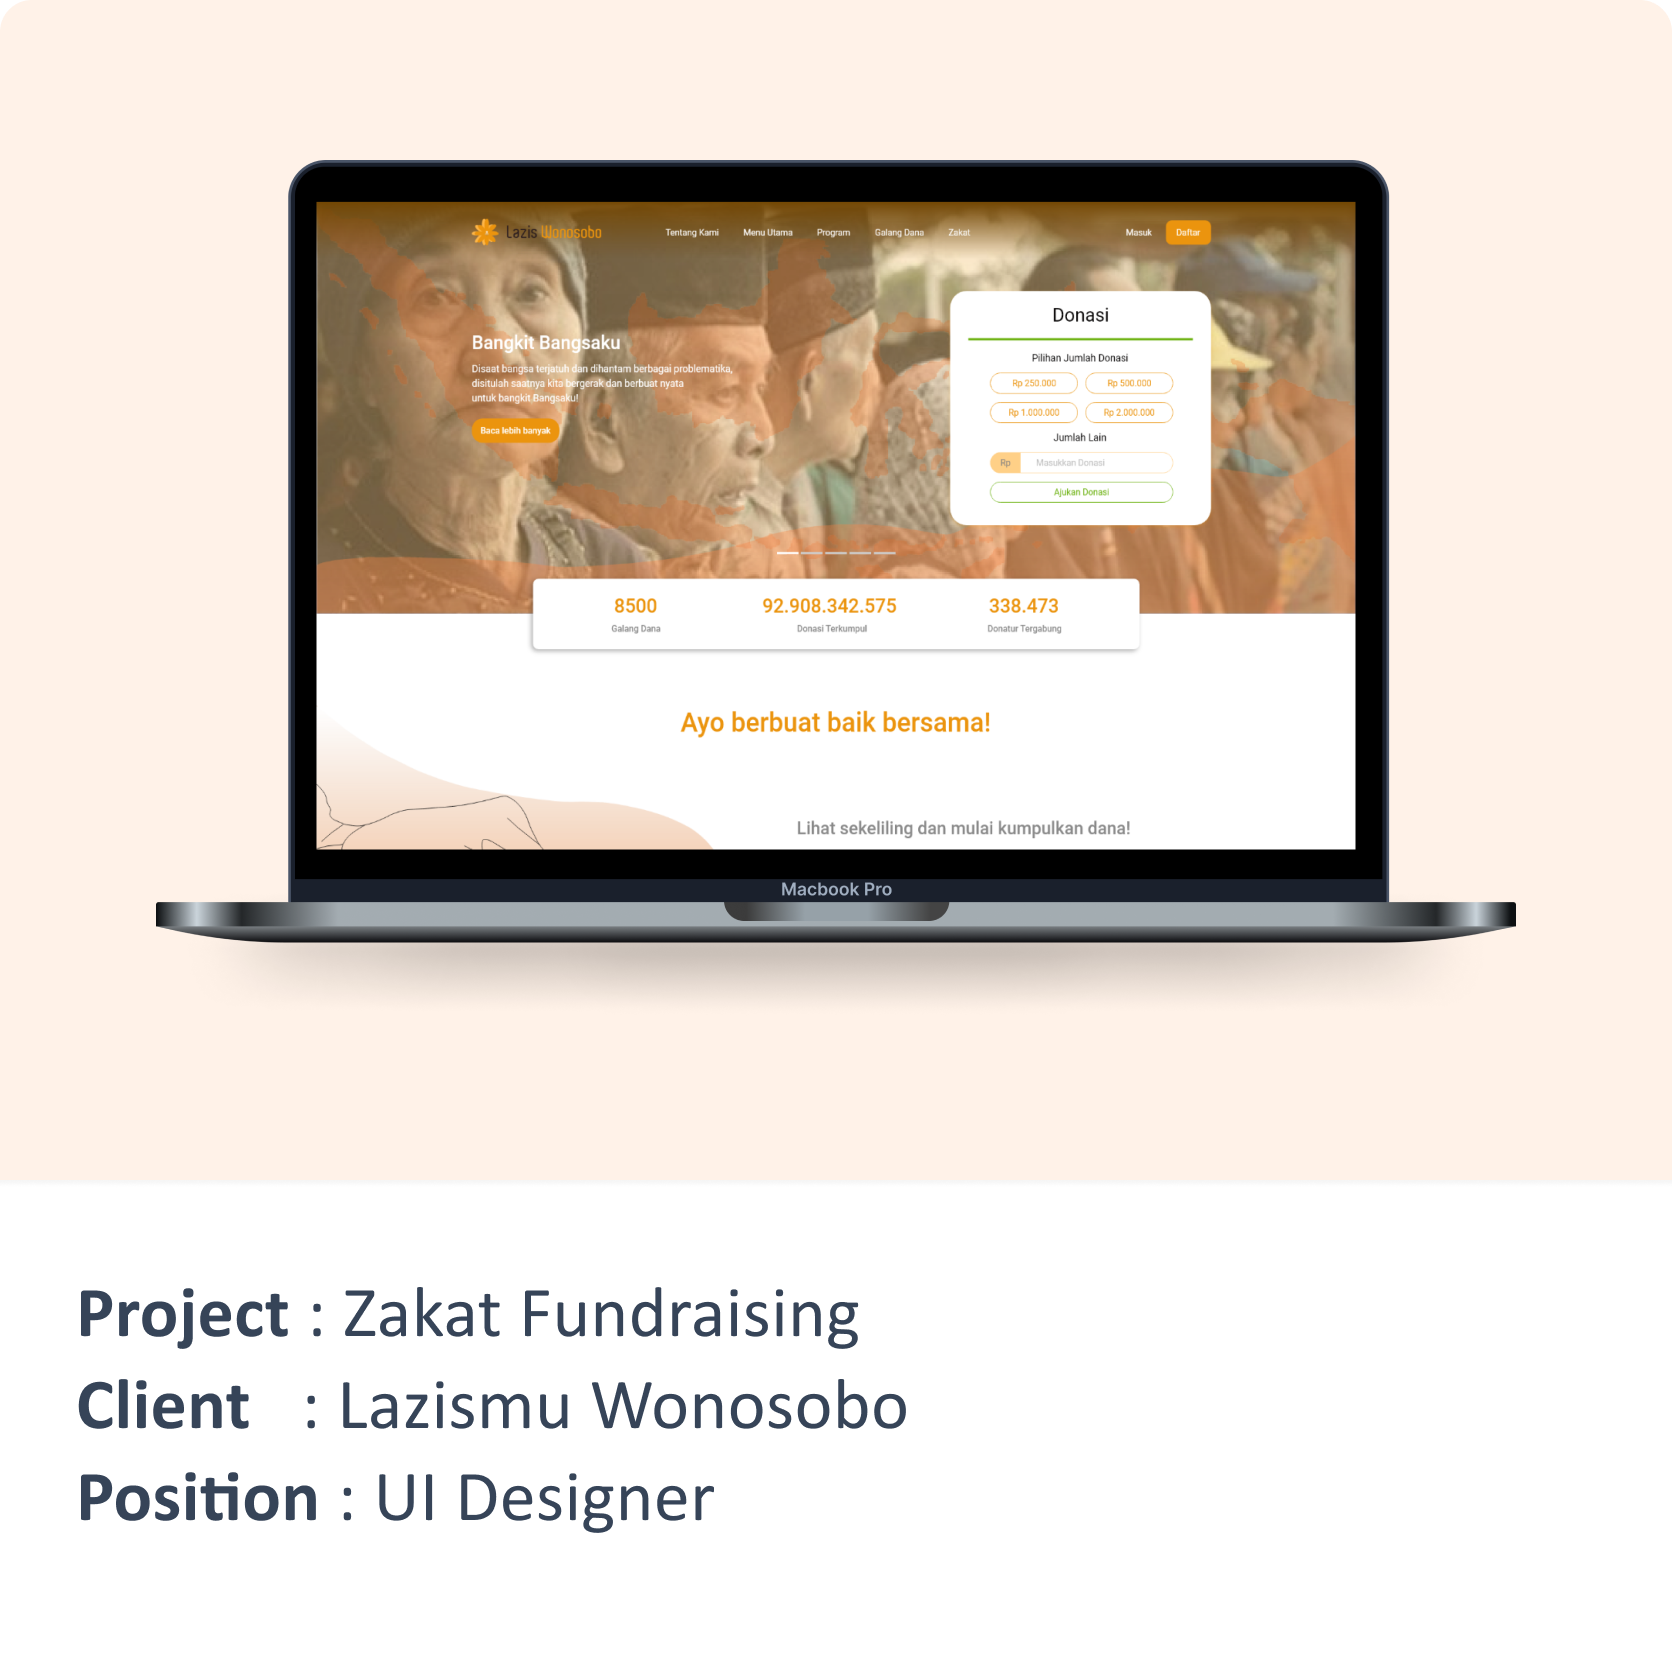 Lazis Wonosobo
Tentang Kami Menu Utama Program Galang Dana Zakat Masuk Daftar
Bangkit Bangsaku
Disaat bangsa terjatuh dan dihantam berbagai problematika,
disitulah saatnya kita bergerak dan berbuat nyata
untuk bangkit Bangsaku!
Baca lebih banyak
Donasi
Pilihan Jumlah Donasi
Rp 250.000 Rp 500.000
Rp 1.000.000 Rp 2.000.000
Jumlah Lain
Rp Masukkan Donasi
Ajukan Donasi
8500 92.908.342.575 338.473
Galang Dana Donasi Terkumpul Donatur Tergabung
Ayo berbuat baik bersama!
Lihat sekeliling dan mulai kumpulkan dana!
Macbook Pro
Project : Zakat Fundraising
Client : Lazismu Wonosobo
Position : UI Designer